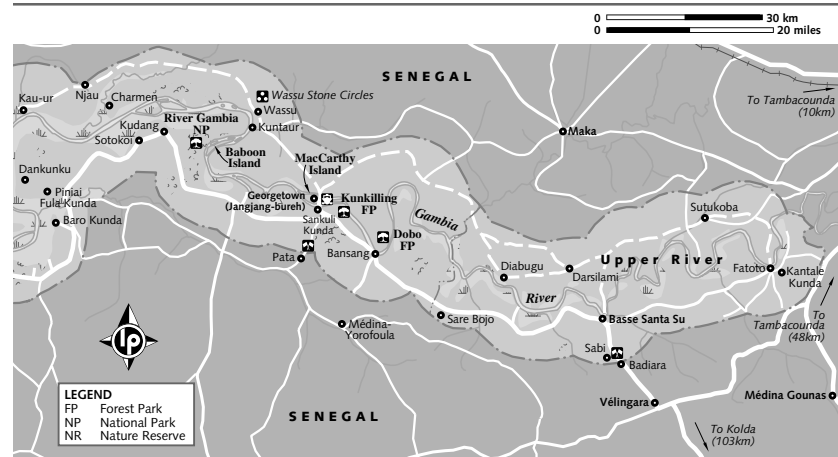 0 30 km
0 20 miles
SENEGAL
To Tambacounda
(10km)
Kau-ur
Njau
Charmen
Wassu Stone Circles
Wassu
River Gambia
NP
Kudang
Sotokoi
Kuntaur
Maka
Baboon
Island
MacCarthy
Island
Dankunku
Piniai
Fula Kunda
Baro Kunda
Georgetown
(Jangjang-bureh)
Kunkilling
FP
Sankuli
Kunda
Gambia
Dobo
FP
Sutukoba
Pata
Bansang
Upper River
Diabugu
Darsilami
Fatoto
Kantale
Kunda
River
Sare Bojo
Basse Santa Su
To
Tambacounda
(48km)
Médina-
Yorofoula
lp
Sabi
Badiara
LEGEND
FP Forest Park
NP National Park
NR Nature Reserve
SENEGAL
Vélingara
Médina Gounas
To Kolda
(103km)